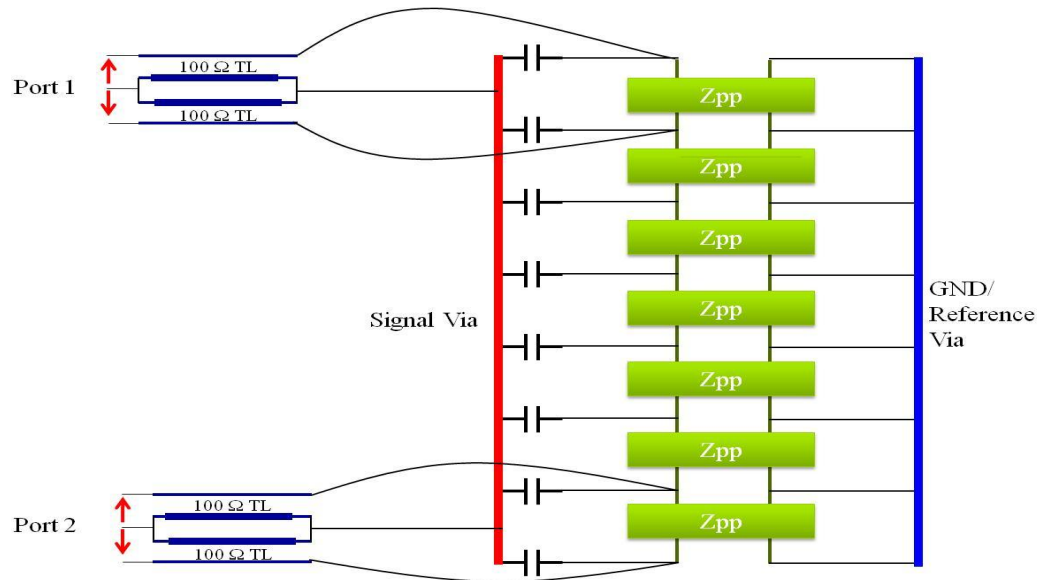 100 Ω TL
Port 1
100 Ω TL
Zpp
Zpp
Zpp
Zpp
Zpp
Zpp
Zpp
Signal Via
GND/
Reference
Via
100 Ω TL
Port 2
100 Ω TL